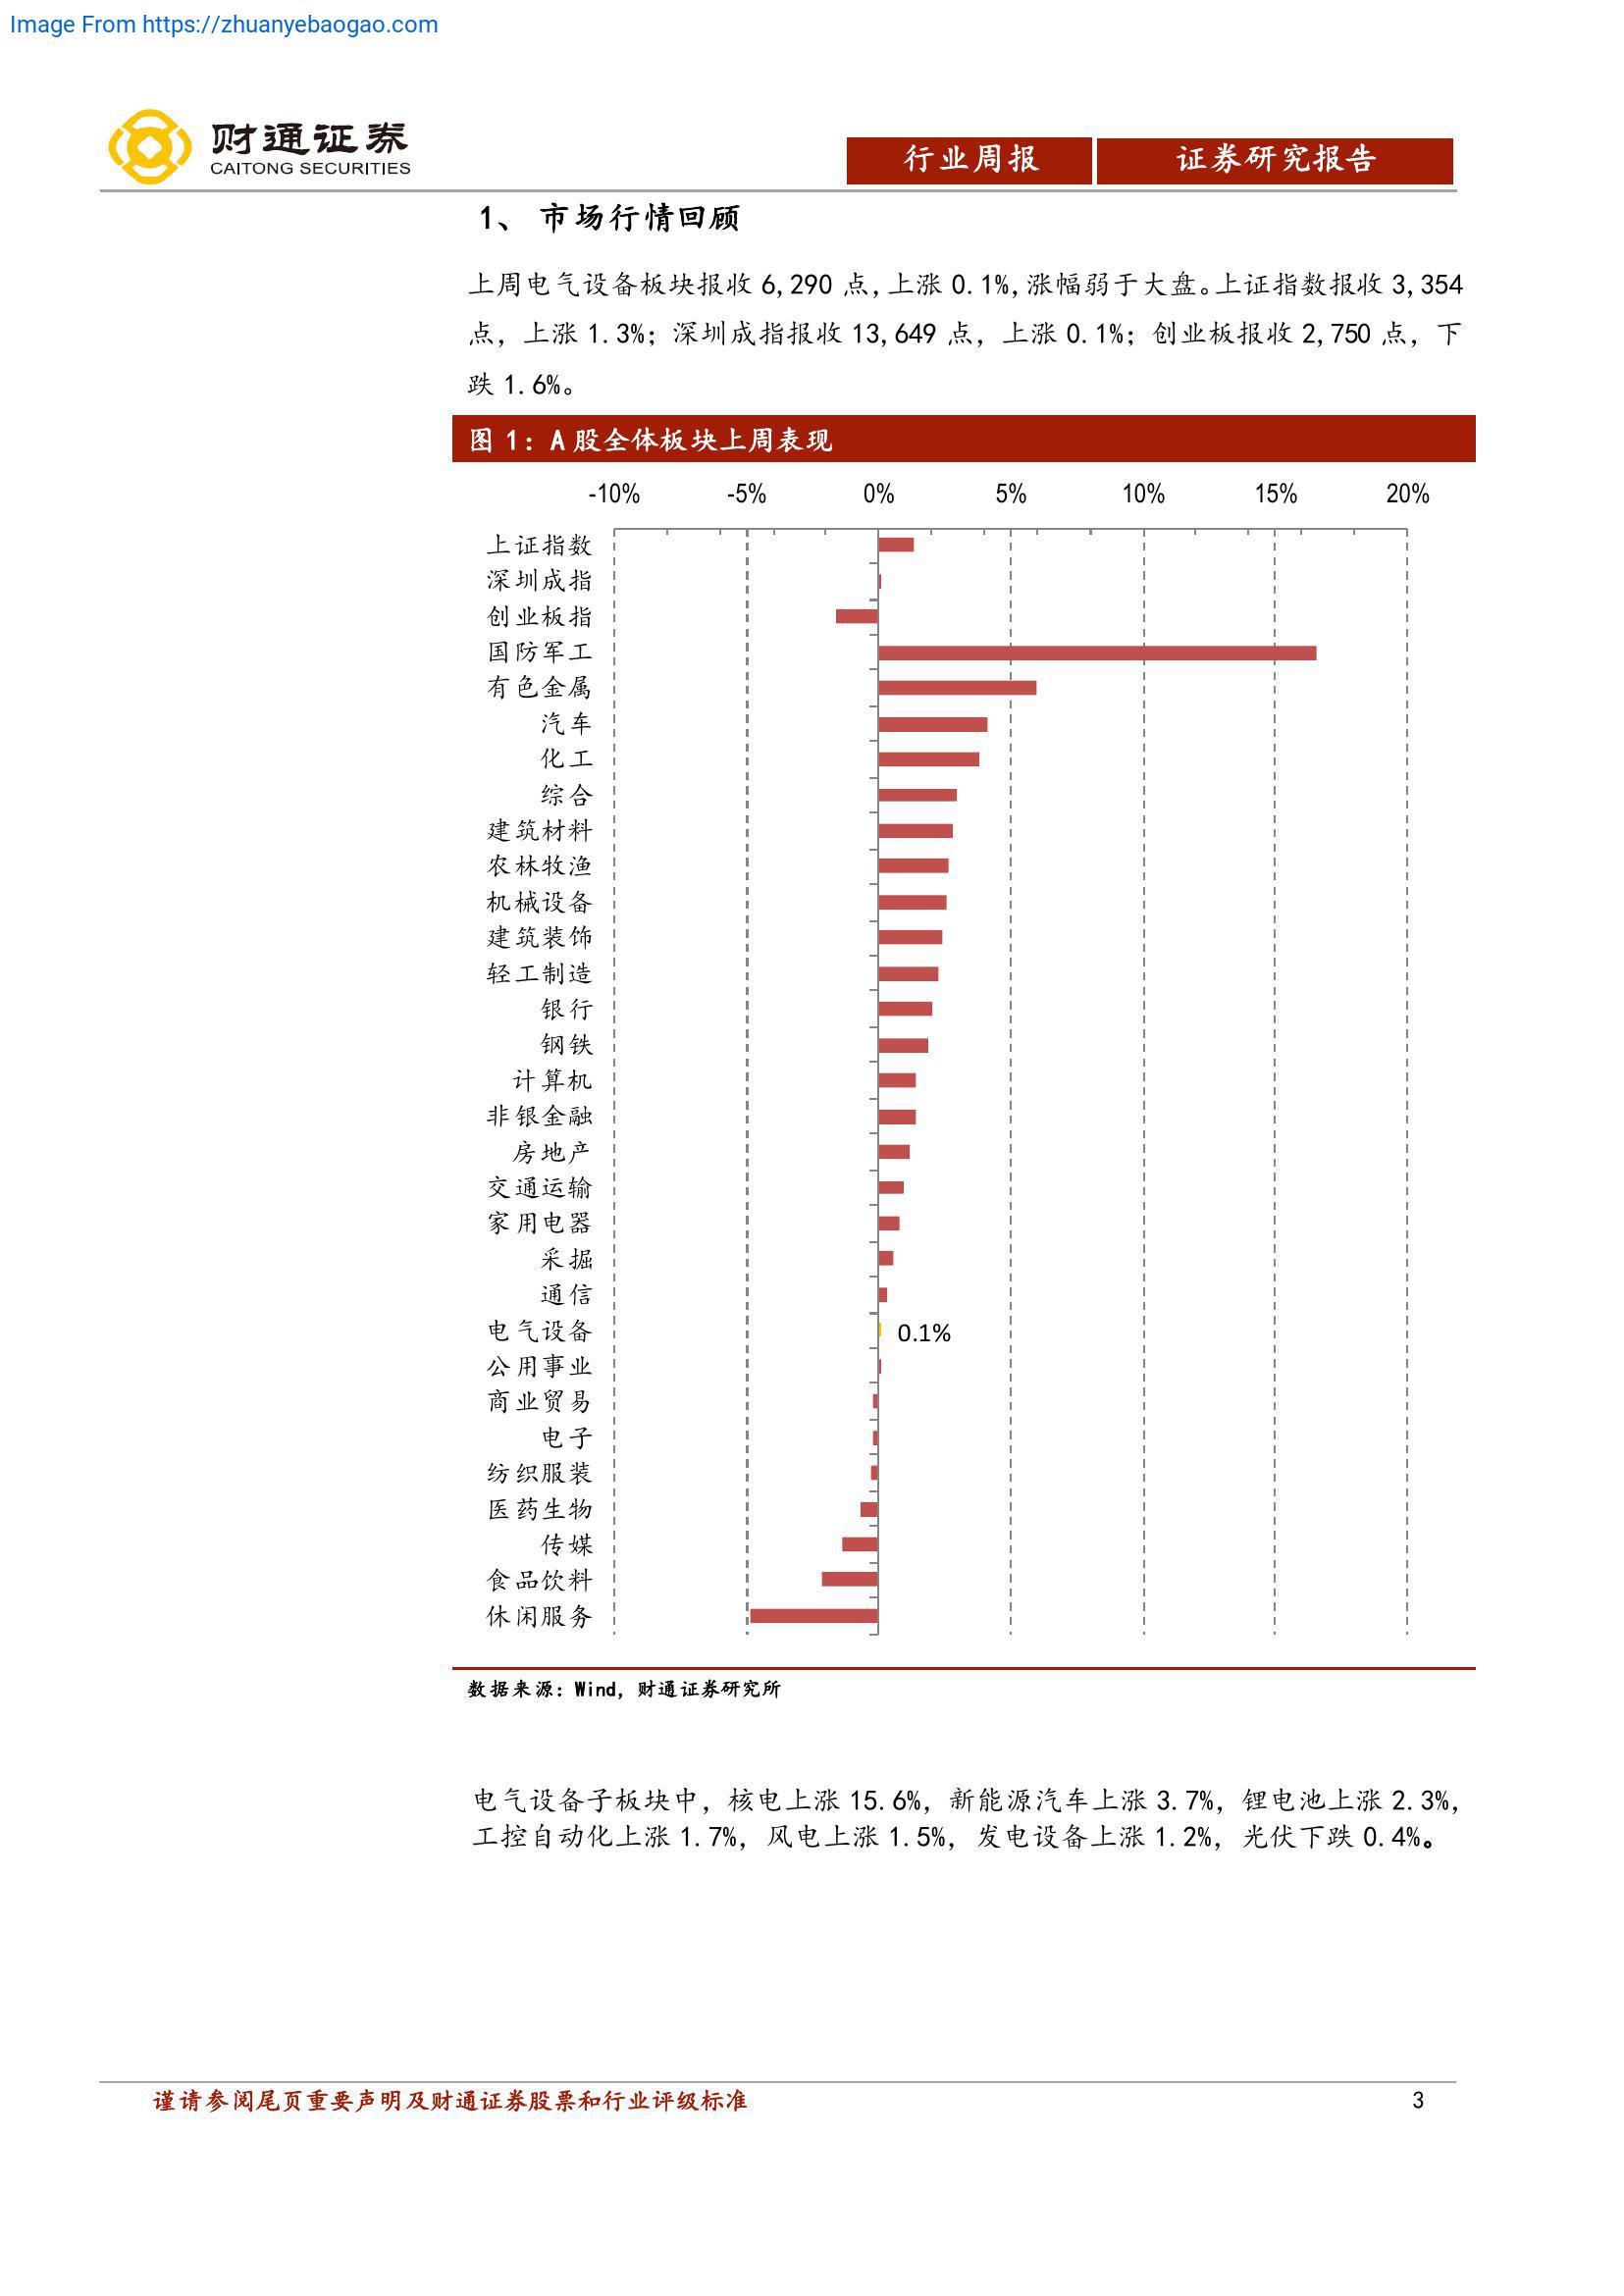 Image From https://zhuanyebaogao.com
财通证券
CAITONG SECURITIES
行业周报
证券研究报告
1、 市场行情回顾
上周电气设备板块报收 6,290 点,上涨 0.1%,涨幅弱于大盘。上证指数报收 3,354
点，上涨 1.3%；深圳成指报收 13,649 点，上涨 0.1%；创业板报收 2,750 点，下
跌 1.6%。
图 1：A 股全体板块上周表现
-10% -5% 0% 5% 10% 15% 20%
上证指数
深圳成指
创业板指
国防军工
有色金属
汽车
化工
综合
建筑材料
农林牧渔
机械设备
建筑装饰
轻工制造
银行
钢铁
计算机
非银金融
房地产
交通运输
家用电器
采掘
通信
电气设备 0.1%
公用事业
商业贸易
电子
纺织服装
医药生物
传媒
食品饮料
休闲服务
数据来源：Wind，财通证券研究所
电气设备子板块中，核电上涨 15.6%，新能源汽车上涨 3.7%，锂电池上涨 2.3%，
工控自动化上涨 1.7%，风电上涨 1.5%，发电设备上涨 1.2%，光伏下跌 0.4%。
谨请参阅尾页重要声明及财通证券股票和行业评级标准
3